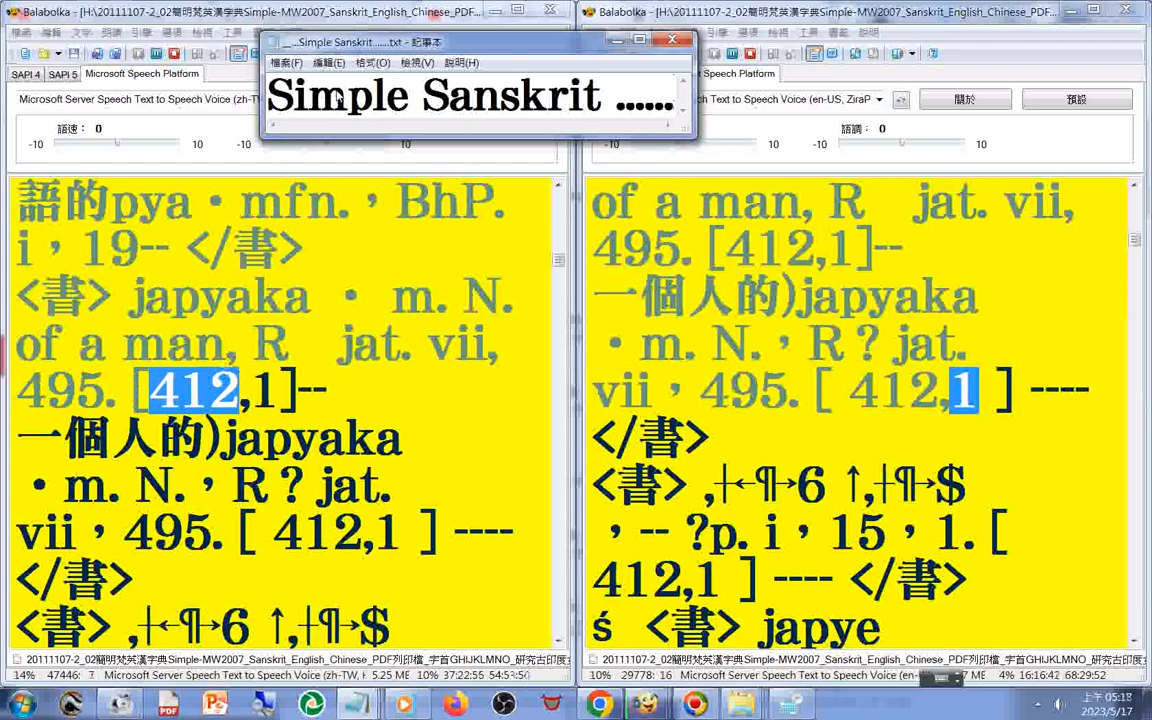 Balabolka - [H:\20111107-2_02簡明梵英漢字典Simple-MW2007_Sanskrit_English_Chinese_PDF...
Balabolka - [H:\20111107-2_02簡明梵英漢字典Simple-MW2007_Sanskrit_English_Chinese_PDF...
__...Simple Sanskrit......txt - 記事本
檔案(F) 編輯(E) 格式(O) 檢視(V) 說明(H)
Simple Sanskrit ......
SAPI 4 SAPI 5 Microsoft Speech Platform
t Speech Platform
Microsoft Server Speech Text to Speech Voice (zh-TW
ch Text to Speech Voice (en-US, ZiraP
關於
預設
語速： 0
-10 10 -10 10
語調： 0
-10 10
語的pya・mfn.，BhP.
i，19-- </書>
<書> japyaka ・ m. N.
of a man, R jat. vii,
495. [412,1]--
一個人的)japyaka
・m. N.，R？jat.
vii，495. [ 412,1 ] ----
</書>
<書> ,┼←¶→6 ↑,┼¶→$
of a man, R jat. vii,
495. [412,1]--
一個人的)japyaka
・m. N.，R？jat.
vii，495. [ 412,1 ] ----
</書>
<書> ,┼←¶→6 ↑,┼¶→$
，-- ?p. i，15，1. [
412,1 ] ---- </書>
ś <書> japye
20111107-2_02簡明梵英漢字典Simple-MW2007_Sanskrit_English_Chinese_PDF列印檔_字首GHIJKLMNO_研究古印度
20111107-2_02簡明梵英漢字典Simple-MW2007_Sanskrit_English_Chinese_PDF列印檔_字首GHIJKLMNO_研究古印度
14% 47446: 7 Microsoft Server Speech Text to Speech Voice (zh-TW, 5.25 ME 10% 37:22:55 54:53:50
10% 29778: 16 Microsoft Server Speech Text to Speech Voice (en-US, 4% 16:16:42 68:29:52
上午 05:18
2023/5/17